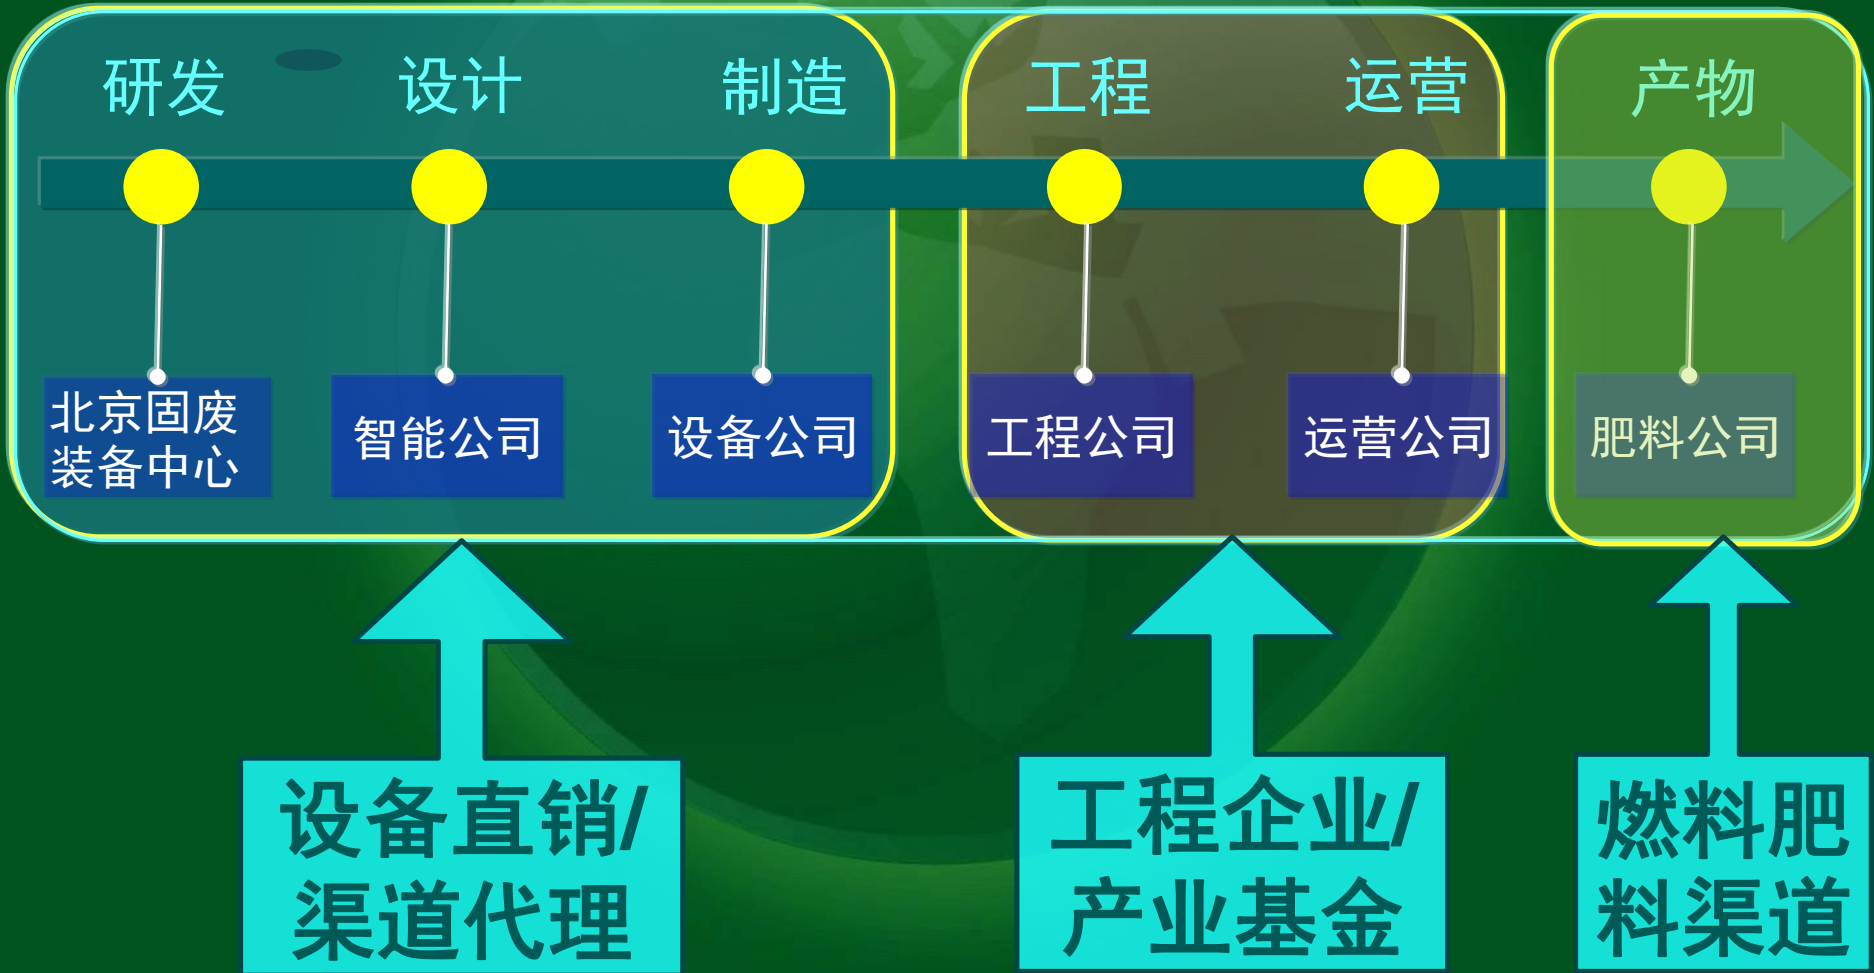 研发
设计
制造
工程
运营
产物
北京固废
装备中心
智能公司
设备公司
工程公司
运营公司
肥料公司
设备直销/
渠道代理
工程企业/
产业基金
燃料肥
料渠道